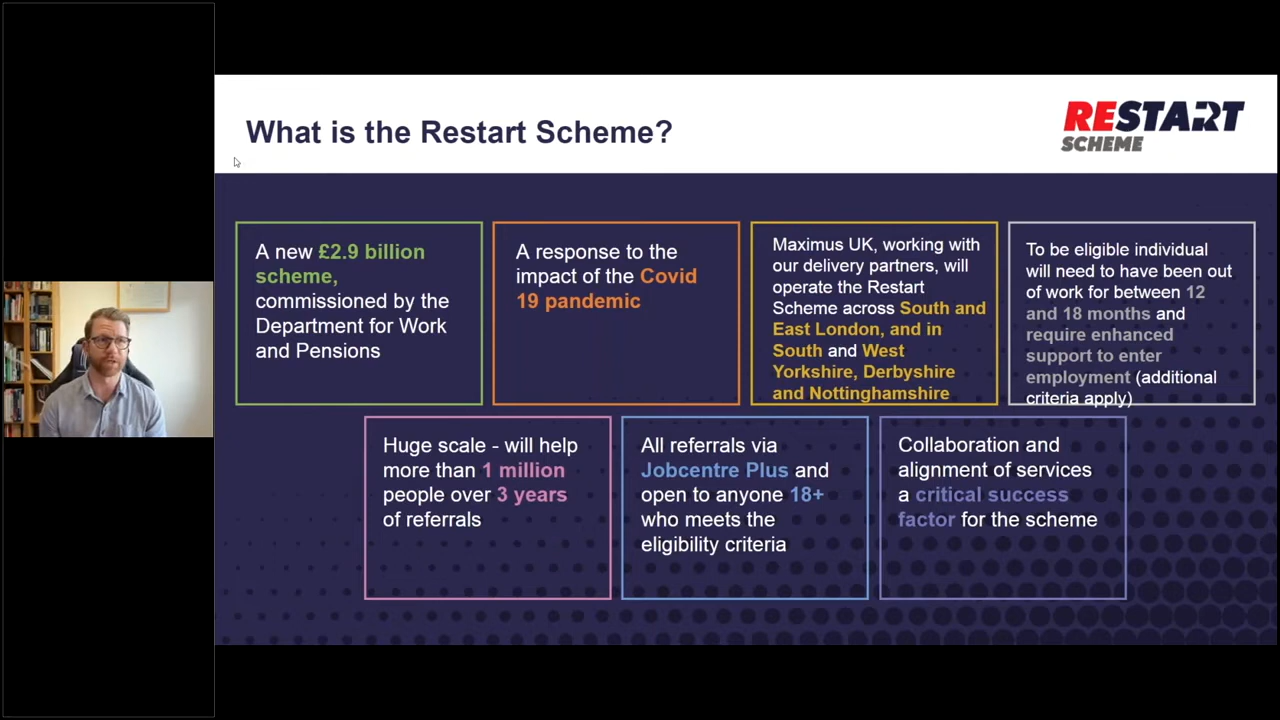 What is the Restart Scheme?
RESTART
SCHEME
A new £2.9 billion
scheme,
commissioned by the
Department for Work
and Pensions
A response to the
impact of the Covid
19 pandemic
Maximus UK, working with
our delivery partners, will
operate the Restart
Scheme across South and
East London, and in
South and West
Yorkshire, Derbyshire
and Nottinghamshire
To be eligible individual
will need to have been out
of work for between 12
and 18 months and
require enhanced
support to enter
employment (additional
criteria apply)
Huge scale - will help
more than 1 million
people over 3 years
of referrals
All referrals via
Jobcentre Plus and
open to anyone 18+
who meets the
eligibility criteria
Collaboration and
alignment of services
a critical success
factor for the scheme